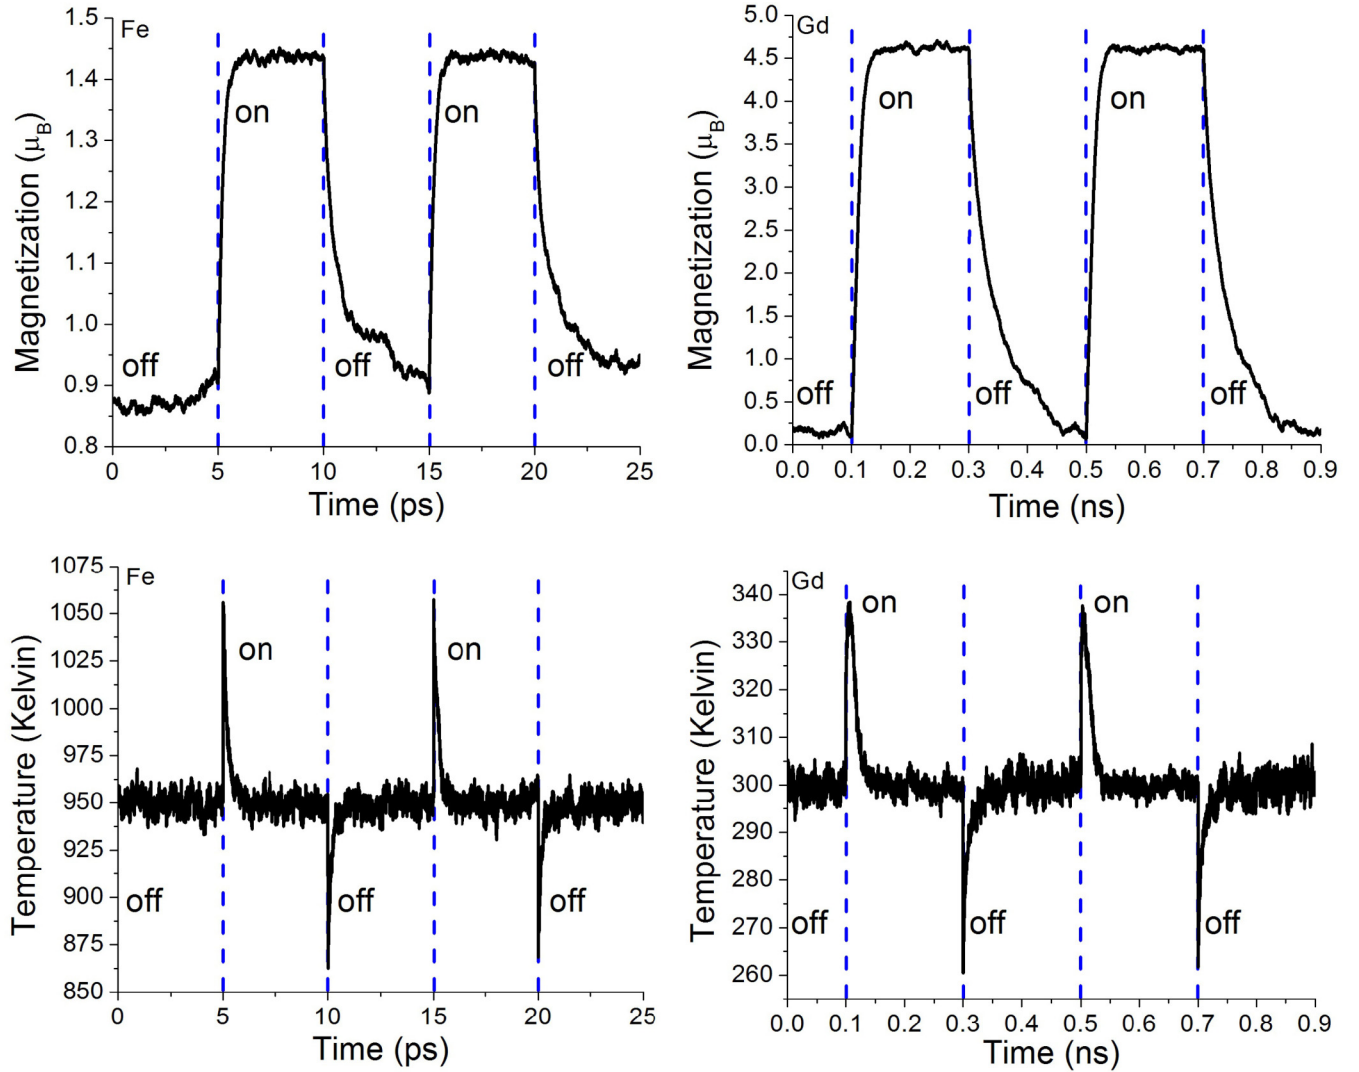 Fe
1.5
1.4
1.3
1.2
1.1
1.0
0.9
0.8
Magnetization (μB)
on
on
off
off
off
0
5
10
15
20
25
Time (ps)
Gd
5.0
4.5
4.0
3.5
3.0
2.5
2.0
1.5
1.0
0.5
0.0
Magnetization (μB)
on
on
off
off
off
0.0
0.1
0.2
0.3
0.4
0.5
0.6
0.7
0.8
0.9
Time (ns)
Fe
1075
1050
1025
1000
975
950
925
900
875
850
Temperature (Kelvin)
on
on
off
off
off
0
5
10
15
20
25
Time (ps)
Gd
340
330
320
310
300
290
280
270
260
Temperature (Kelvin)
on
on
off
off
off
0.0
0.1
0.2
0.3
0.4
0.5
0.6
0.7
0.8
0.9
Time (ns)